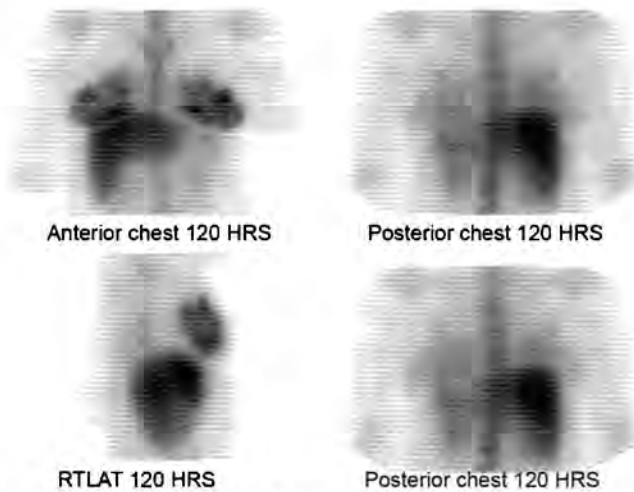 Anterior chest 120 HRS
Posterior chest 120 HRS
RTLAT 120 HRS
Posterior chest 120 HRS